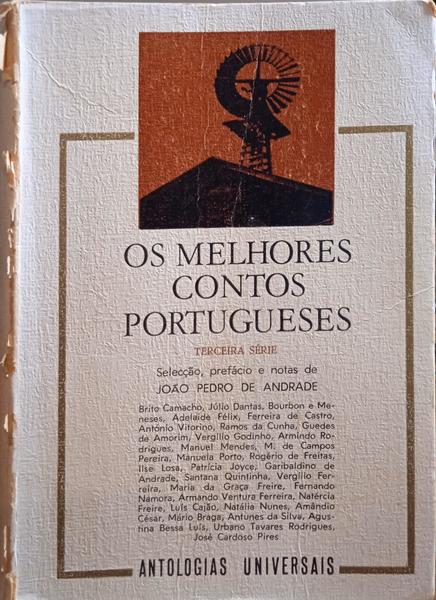 OS MELHORES
CONTOS
PORTUGUESES
TERCEIRA SÉRIE
Selecção, prefácio e notas de
JOÃO PEDRO DE ANDRADE
Brito Camacho, Júlio Dantas, Bourbon e Me-
neses, Adelaide Félix, Ferreira de Castro,
António Vitorino, Ramos da Cunha, Guedes
de Amorim, Vergílio Godinho, Armindo Ro-
drigues, Manuel Mendes, M. de Campos
Pereira, Manuela Porto, Rogério de Freitas,
Ilse Losa, Patrícia Joyce, Garibaldino de
Andrade, Santana Quintinha, Vergílio Fer-
reira, Maria da Graça Freire, Fernando
Namora, Armando Ventura Ferreira, Natércia
Freire, Luís Cajão, Natália Nunes, Amândio
César, Mário Braga, Antunes da Silva, Agus-
tina Bessa Luís, Urbano Tavares Rodrigues,
José Cardoso Pires
ANTOLOGIAS UNIVERSAIS